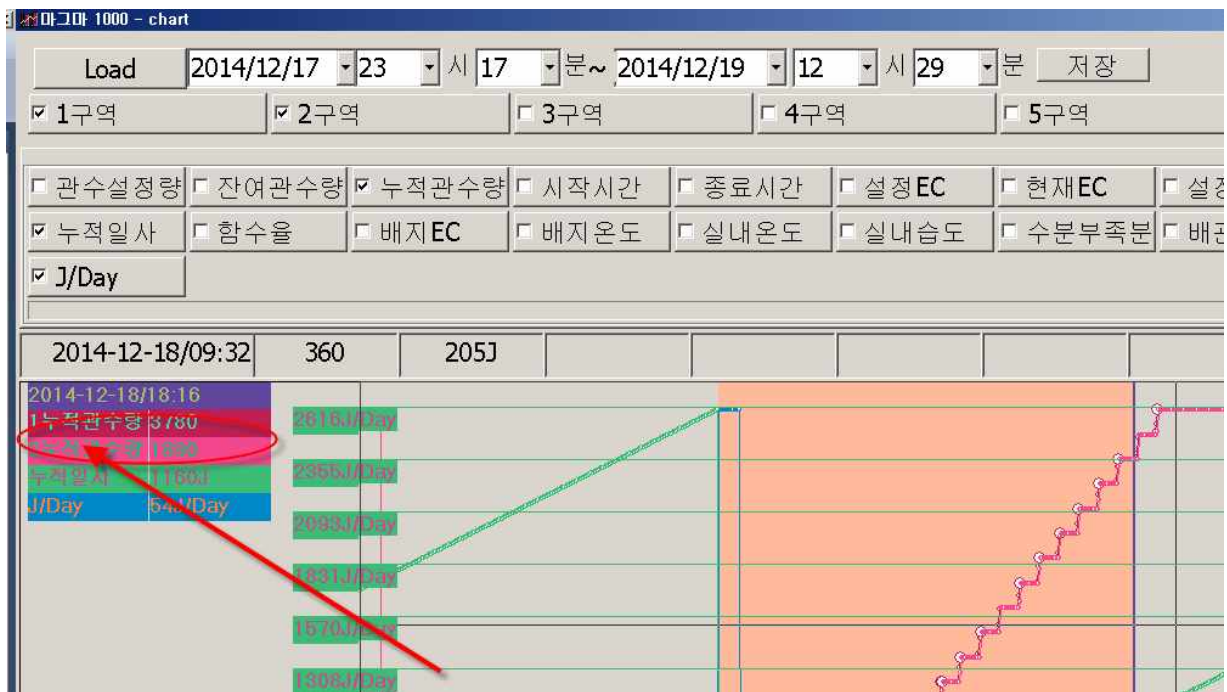 마그마 1000 - chart
Load 2014/12/17 23 시 17 분~ 2014/12/19 12 시 29 분 저장
1구역 2구역 3구역 4구역 5구역
관수설정량 잔여관수량 누적관수량 시작시간 종료시간 설정EC 현재EC
누적일사 함수율 배지EC 배지온도 실내온도 실내습도 수분부족분
J/Day
2014-12-18/09:32 360 205J
2014-12-18/18:16
1누적관수량 3780
2616J/Day
누적일사 1160J
2355J/Day
J/Day 54J/Day
2093J/Day
1831J/Day
1570J/Day
1308J/Day